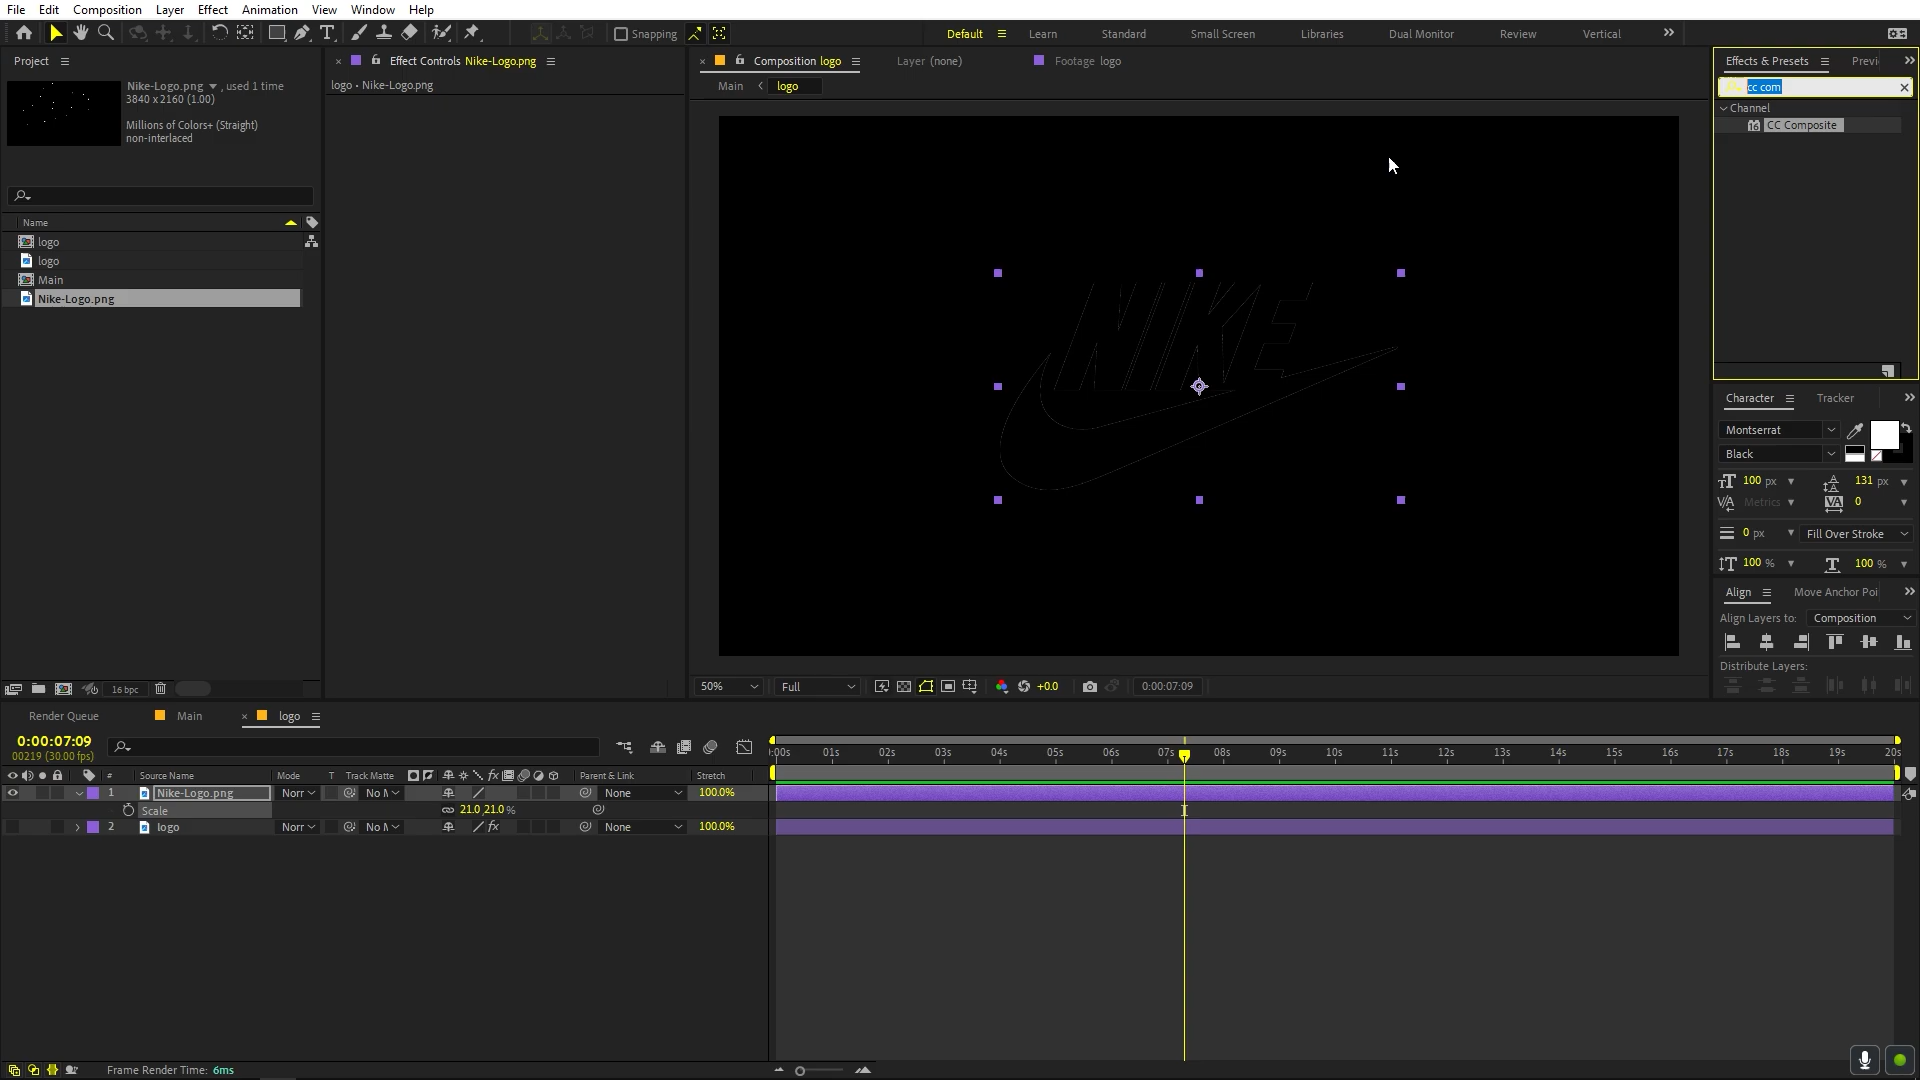 File Edit Composition Layer Effect Animation View Window Help
Snapping
Default Learn Standard Small Screen Libraries Dual Monitor Review Vertical
Project
Nike-Logo.png , used 1 time
3840 x 2160 (1.00)
Millions of Colors+ (Straight)
non-interlaced
Name
logo
logo
Main
Nike-Logo.png
16 bpc
Effect Controls Nike-Logo.png
logo • Nike-Logo.png
Composition logo Layer (none) Footage logo
Main logo
NIKE
50% Full +0.0 0:00:07:09
Effects & Presets Previ
cc com
Channel
16 CC Composite
Character Tracker
Montserrat
Black
100 px 131 px
Metrics 0
0 px Fill Over Stroke
100 % 100 %
Align Move Anchor Poi
Align Layers to: Composition
Distribute Layers:
Render Queue Main logo
0:00:07:09
00219 (30.00 fps)
# Source Name Mode T Track Matte fx Parent & Link Stretch
1 Nike-Logo.png Norr No M None 100.0%
Scale 21.0,21.0 %
2 logo Norr No M fx None 100.0%
:00s 01s 02s 03s 04s 05s 06s 07s 08s 09s 10s 11s 12s 13s 14s 15s 16s 17s 18s 19s 20s
Frame Render Time: 6ms